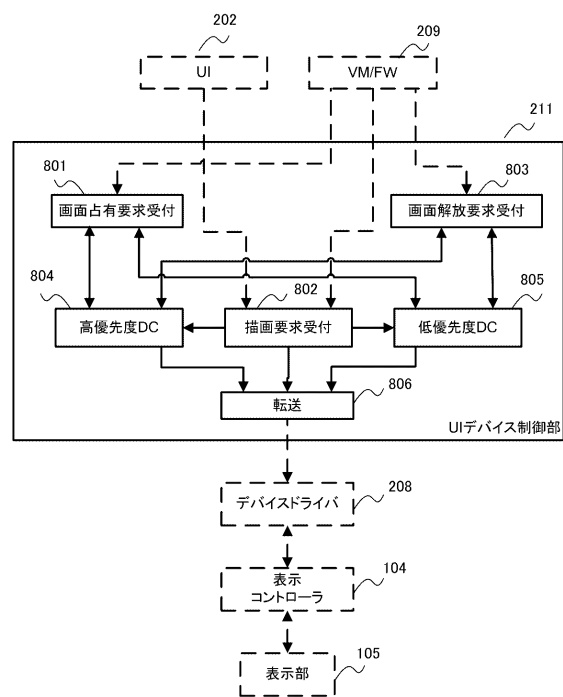 202
UI
209
VM/FW
211
801
画面占有要求受付
803
画面解放要求受付
804
高優先度DC
802
描画要求受付
805
低優先度DC
806
転送
UIデバイス制御部
208
デバイスドライバ
104
表示
コントローラ
105
表示部